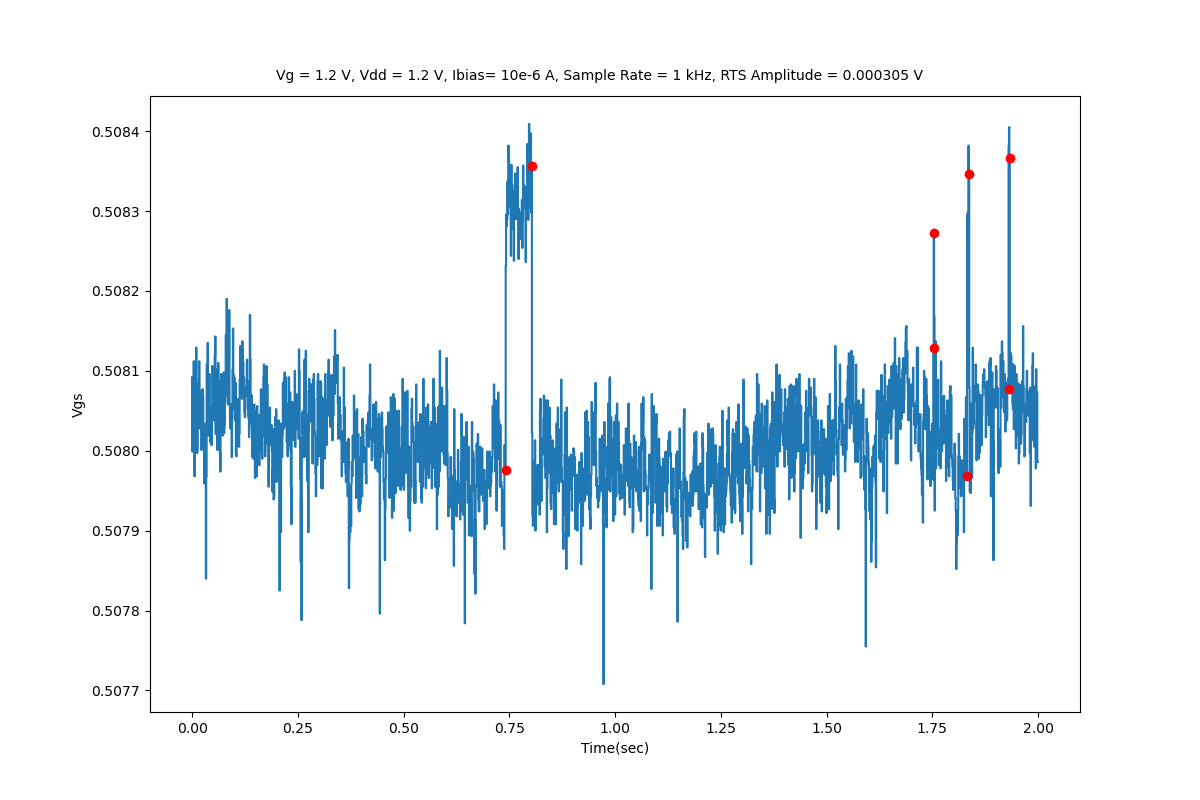 Vg = 1.2 V, Vdd = 1.2 V, Ibias= 10e-6 A, Sample Rate = 1 kHz, RTS Amplitude = 0.000305 V
0.5084
0.5083
0.5082
0.5081
0.5080
0.5079
0.5078
0.5077
Vgs
0.00 0.25 0.50 0.75 1.00 1.25 1.50 1.75 2.00
Time(sec)